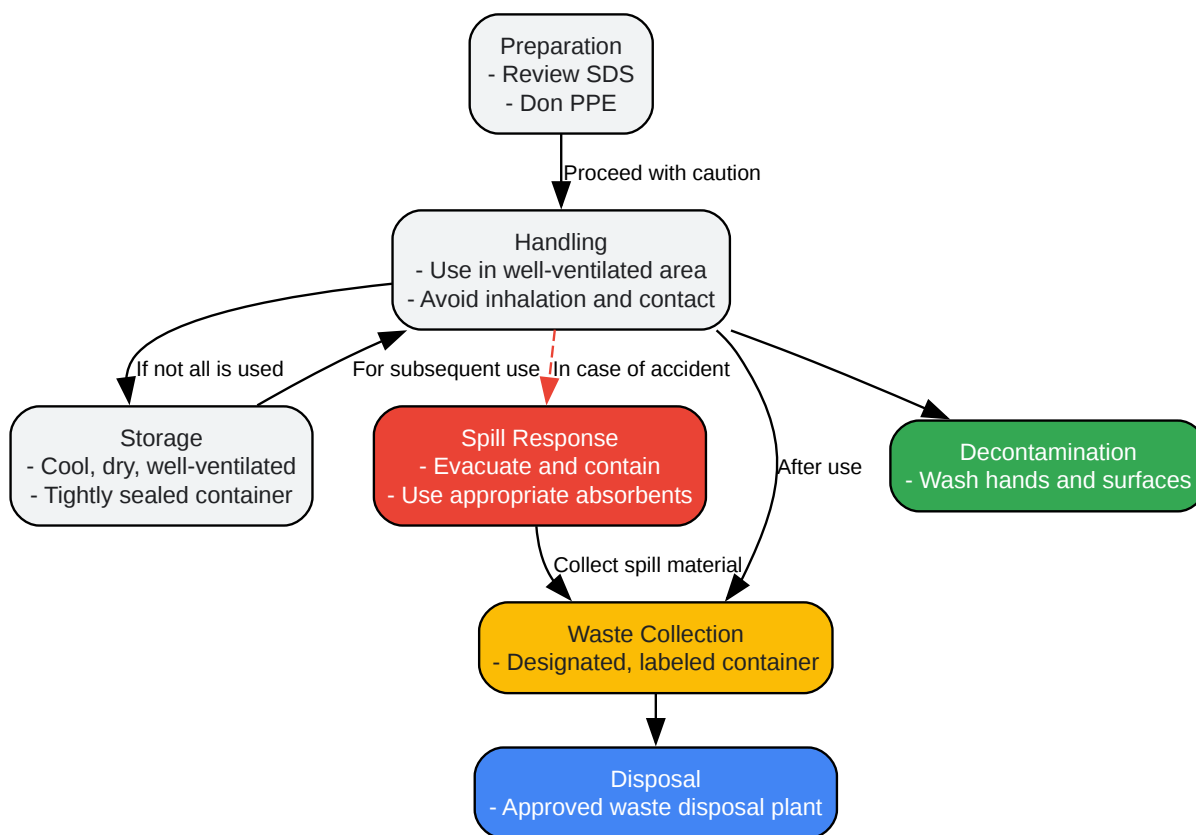 Preparation
- Review SDS
- Don PPE
Proceed with caution
Handling
- Use in well-ventilated area
- Avoid inhalation and contact
If not all is used
For subsequent use
In case of accident
Storage
- Cool, dry, well-ventilated
- Tightly sealed container
Spill Response
- Evacuate and contain
- Use appropriate absorbents
After use
Decontamination
- Wash hands and surfaces
Collect spill material
Waste Collection
- Designated, labeled container
Disposal
- Approved waste disposal plant